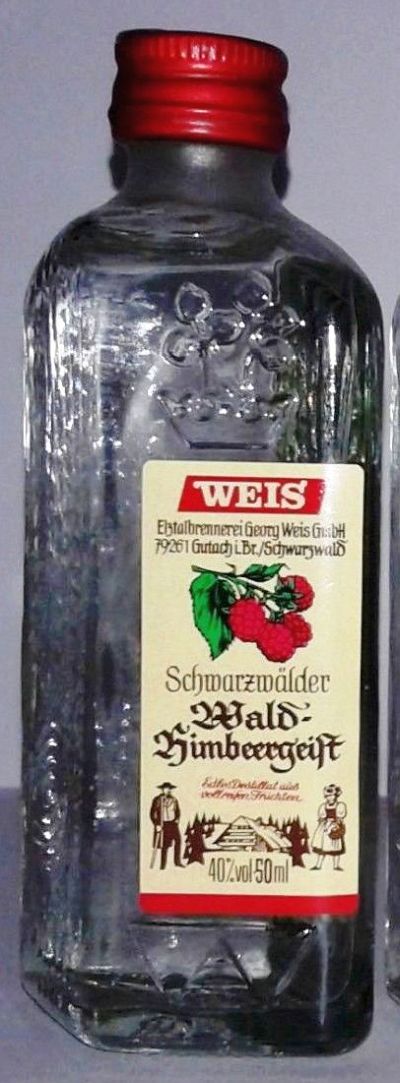 WEIS
Elztalbrennerei Georg Weis GmbH
79261 Gutach i.Br./Schwarzwald
Schwarzwälder
Wald-
Himbeergeist
Edles Destillat aus
vollreifen Früchten
40%vol 50ml